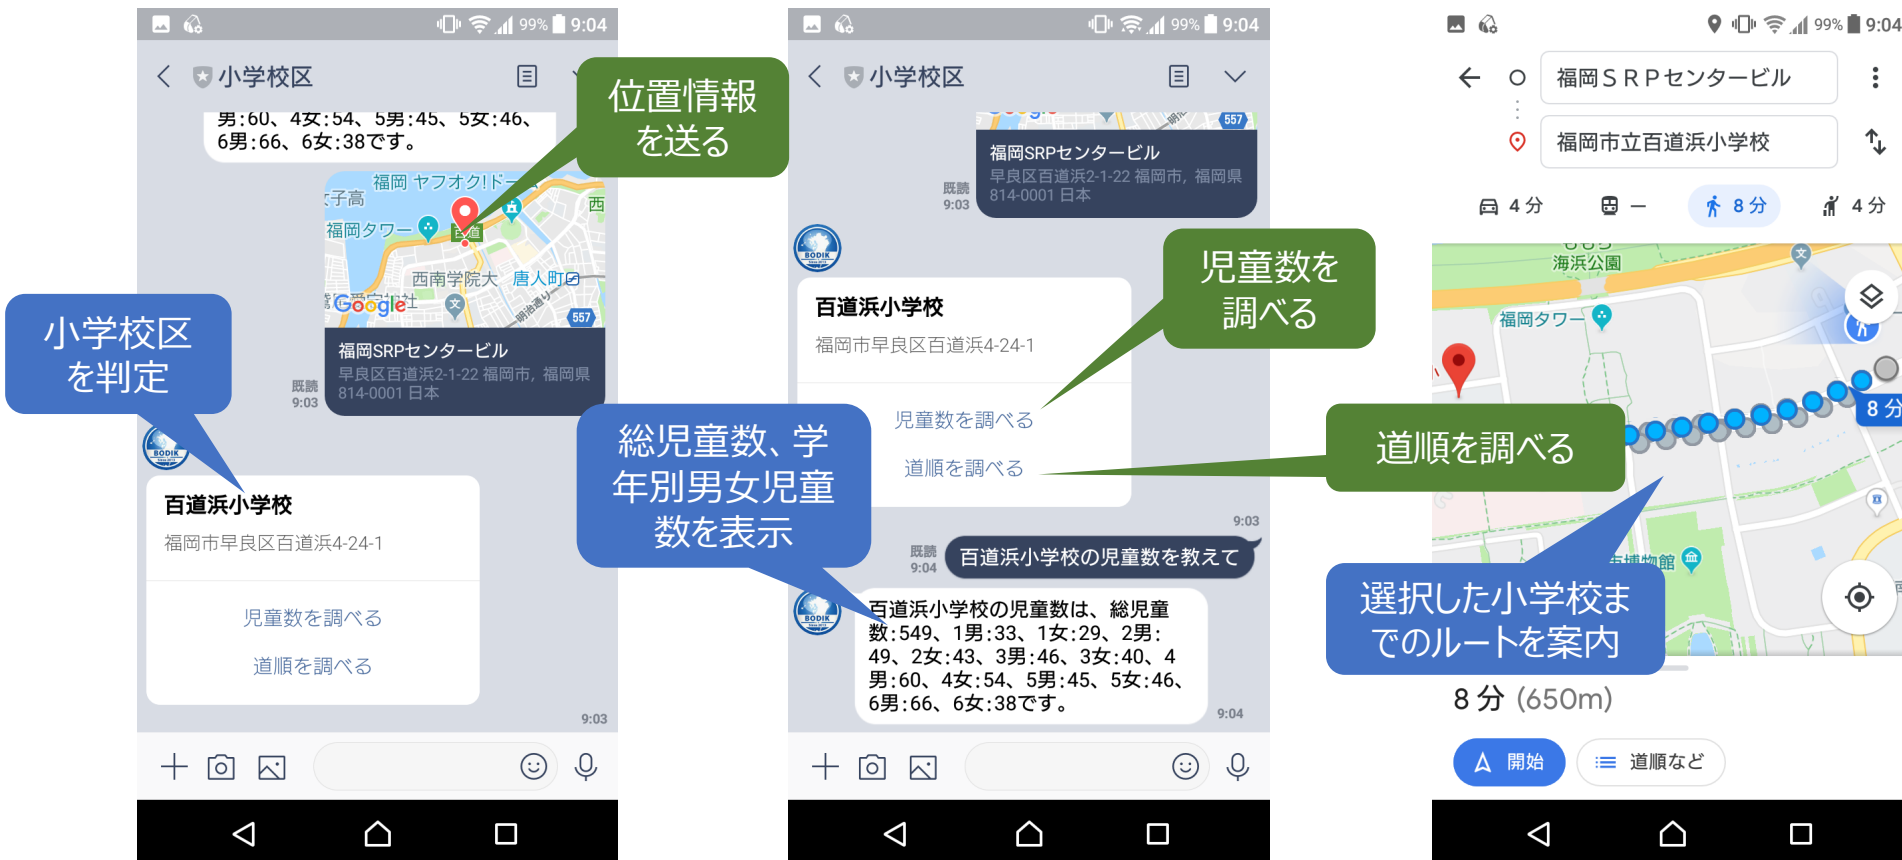 99% 9:04
小学校区
男:60、4女:54、5男:45、5女:46、
6男:66、6女:38です。
福岡 ヤフオク!ドーム
女子高
西
福岡タワー
百道
西南学院大
唐人町
明治通り
Google
557
福岡SRPセンタービル
早良区百道浜2-1-22 福岡市, 福岡県
814-0001 日本
既読
9:03
BODIK
百道浜小学校
福岡市早良区百道浜4-24-1
児童数を調べる
道順を調べる
9:03
小学校区
を判定
位置情報
を送る
99% 9:04
小学校区
557
福岡SRPセンタービル
早良区百道浜2-1-22 福岡市, 福岡県
814-0001 日本
既読
9:03
BODIK
百道浜小学校
福岡市早良区百道浜4-24-1
児童数を調べる
道順を調べる
9:03
既読
9:04
百道浜小学校の児童数を教えて
BODIK
百道浜小学校の児童数は、総児童
数:549、1男:33、1女:29、2男:
49、2女:43、3男:46、3女:40、4
男:60、4女:54、5男:45、5女:46、
6男:66、6女:38です。
9:04
児童数を
調べる
総児童数、学
年別男女児童
数を表示
道順を調べる
99% 9:04
福岡ＳＲＰセンタービル
福岡市立百道浜小学校
4 分
—
8 分
4 分
海浜公園
福岡タワー
8 分
博物館
選択した小学校ま
でのルートを案内
8 分 (650m)
開始
道順など